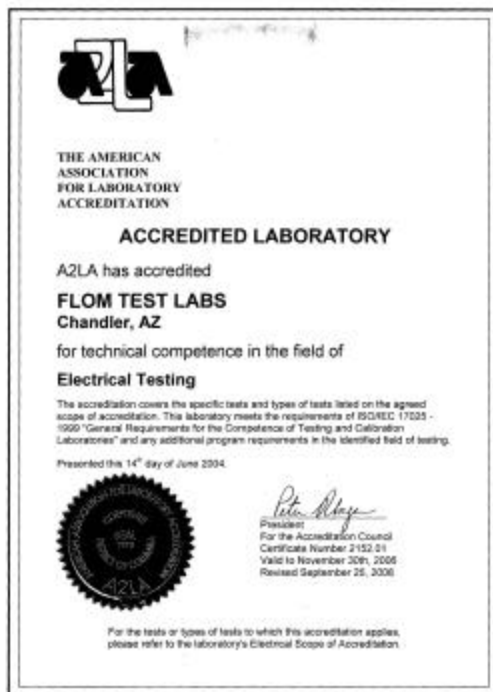 A2LA
THE AMERICAN
ASSOCIATION
FOR LABORATORY
ACCREDITATION
ACCREDITED LABORATORY
A2LA has accredited
FLOM TEST LABS
Chandler, AZ
for technical competence in the field of
Electrical Testing
The accreditation covers the specific tests and types of tests listed on the agreed
scope of accreditation. This laboratory meets the requirements of ISO/IEC 17025 -
1999 "General Requirements for the Competence of Testing and Calibration
Laboratories" and any additional program requirements in the identified field of testing.
Presented this 14th day of June 2004.
President
For the Accreditation Council
Certificate Number 2152.01
Valid to November 30th, 2006
Revised September 25, 2006
CORPORATE
SEAL
1978
A2LA
For the tests or types of tests to which this accreditation applies,
please refer to the laboratory's Electrical Scope of Accreditation.